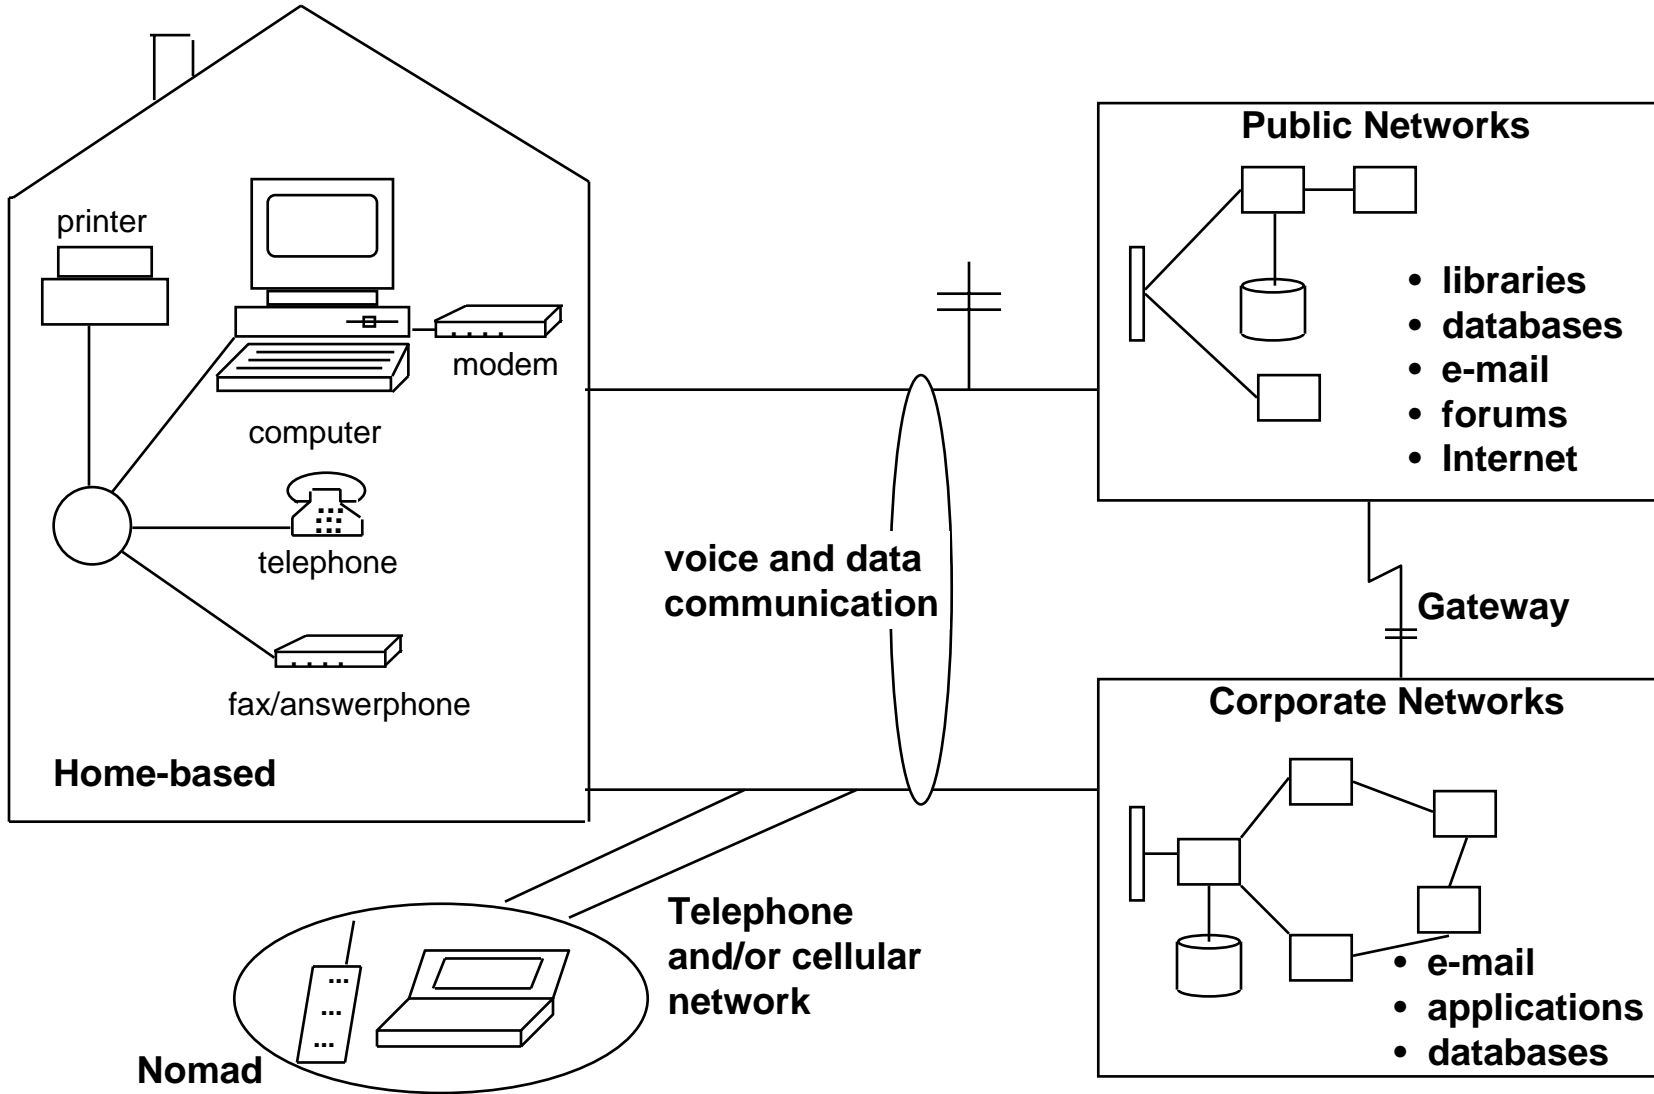 printer
modem
computer
telephone
fax/answerphone
Home-based
voice and data
communication
Public Networks
• libraries
• databases
• e-mail
• forums
• Internet
Gateway
Corporate Networks
• e-mail
• applications
• databases
Telephone
and/or cellular
network
Nomad